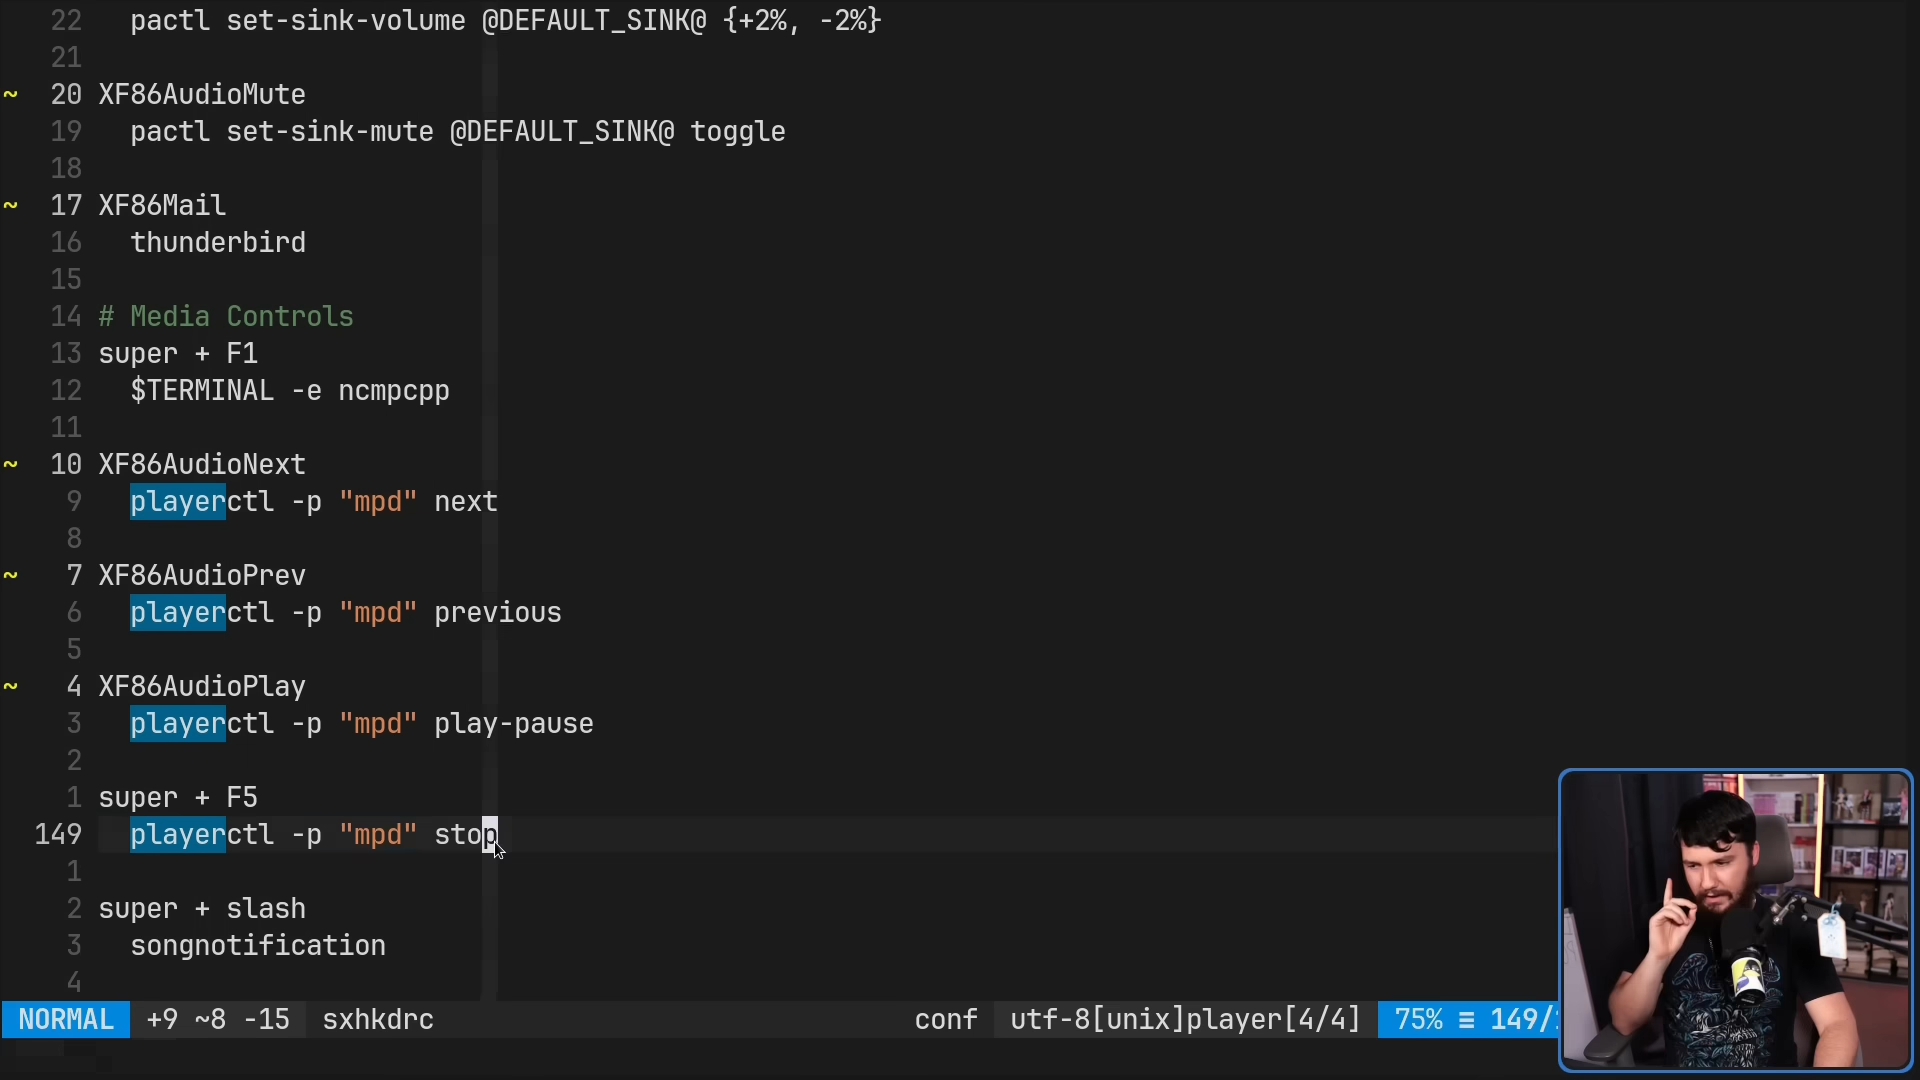 22 pactl set-sink-volume @DEFAULT_SINK@ {+2%, -2%}
21
~ 20 XF86AudioMute
19 pactl set-sink-mute @DEFAULT_SINK@ toggle
18
~ 17 XF86Mail
16 thunderbird
15
14 # Media Controls
13 super + F1
12 $TERMINAL -e ncmpcpp
11
~ 10 XF86AudioNext
9 playerctl -p "mpd" next
8
~ 7 XF86AudioPrev
6 playerctl -p "mpd" previous
5
~ 4 XF86AudioPlay
3 playerctl -p "mpd" play-pause
2
1 super + F5
149 playerctl -p "mpd" stop
1
2 super + slash
3 songnotification
4
NORMAL +9 ~8 -15 sxhkdrc conf utf-8[unix]player[4/4] 75% ≡ 149/